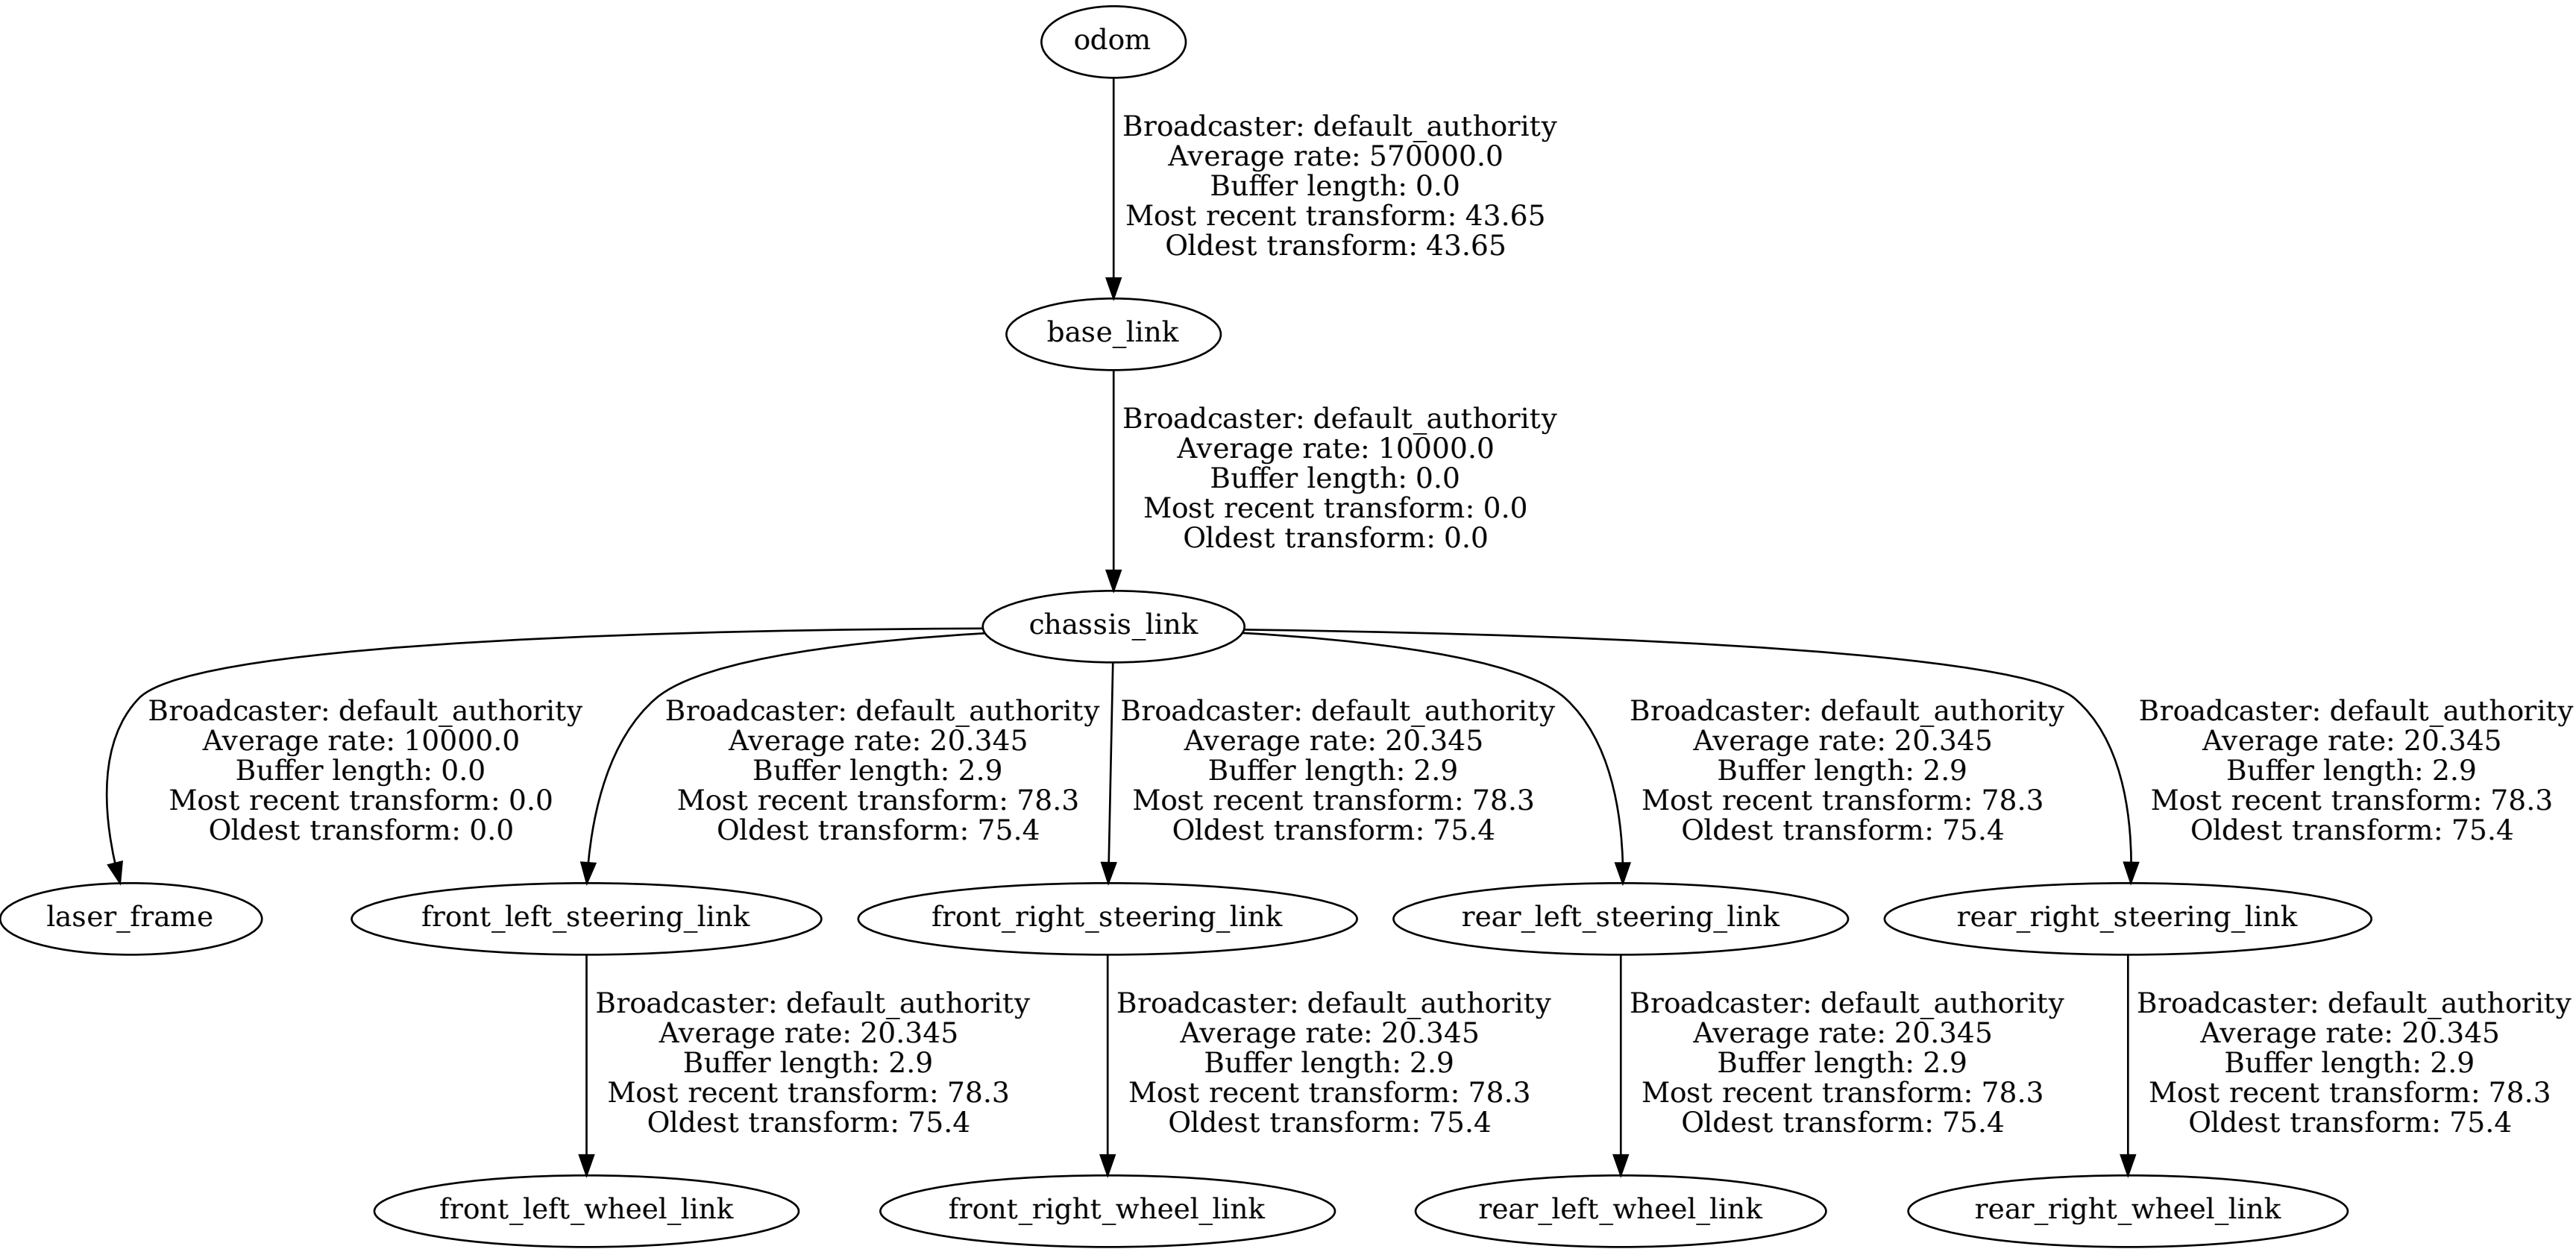 odom
Broadcaster: default_authority
Average rate: 570000.0
Buffer length: 0.0
Most recent transform: 43.65
Oldest transform: 43.65
base_link
Broadcaster: default_authority
Average rate: 10000.0
Buffer length: 0.0
Most recent transform: 0.0
Oldest transform: 0.0
chassis_link
Broadcaster: default_authority
Average rate: 10000.0
Buffer length: 0.0
Most recent transform: 0.0
Oldest transform: 0.0
Broadcaster: default_authority
Average rate: 20.345
Buffer length: 2.9
Most recent transform: 78.3
Oldest transform: 75.4
Broadcaster: default_authority
Average rate: 20.345
Buffer length: 2.9
Most recent transform: 78.3
Oldest transform: 75.4
Broadcaster: default_authority
Average rate: 20.345
Buffer length: 2.9
Most recent transform: 78.3
Oldest transform: 75.4
Broadcaster: default_authority
Average rate: 20.345
Buffer length: 2.9
Most recent transform: 78.3
Oldest transform: 75.4
laser_frame
front_left_steering_link
front_right_steering_link
rear_left_steering_link
rear_right_steering_link
Broadcaster: default_authority
Average rate: 20.345
Buffer length: 2.9
Most recent transform: 78.3
Oldest transform: 75.4
Broadcaster: default_authority
Average rate: 20.345
Buffer length: 2.9
Most recent transform: 78.3
Oldest transform: 75.4
Broadcaster: default_authority
Average rate: 20.345
Buffer length: 2.9
Most recent transform: 78.3
Oldest transform: 75.4
Broadcaster: default_authority
Average rate: 20.345
Buffer length: 2.9
Most recent transform: 78.3
Oldest transform: 75.4
front_left_wheel_link
front_right_wheel_link
rear_left_wheel_link
rear_right_wheel_link